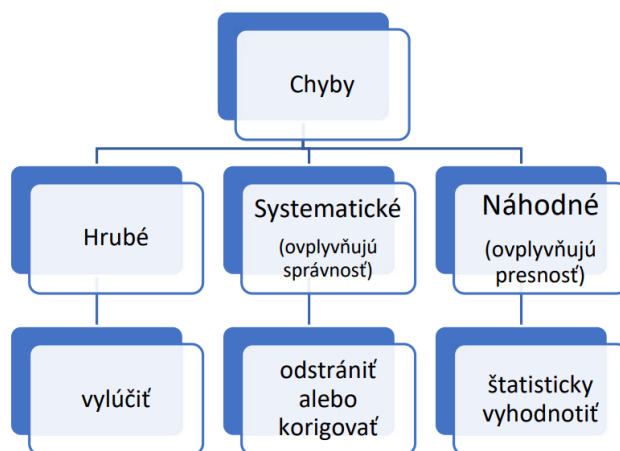 Chyby
Hrubé
Systematické
(ovplyvňujú
správnosť)
Náhodné
(ovplyvňujú
presnosť)
vylúčiť
odstrániť
alebo
korigovať
štatisticky
vyhodnotiť